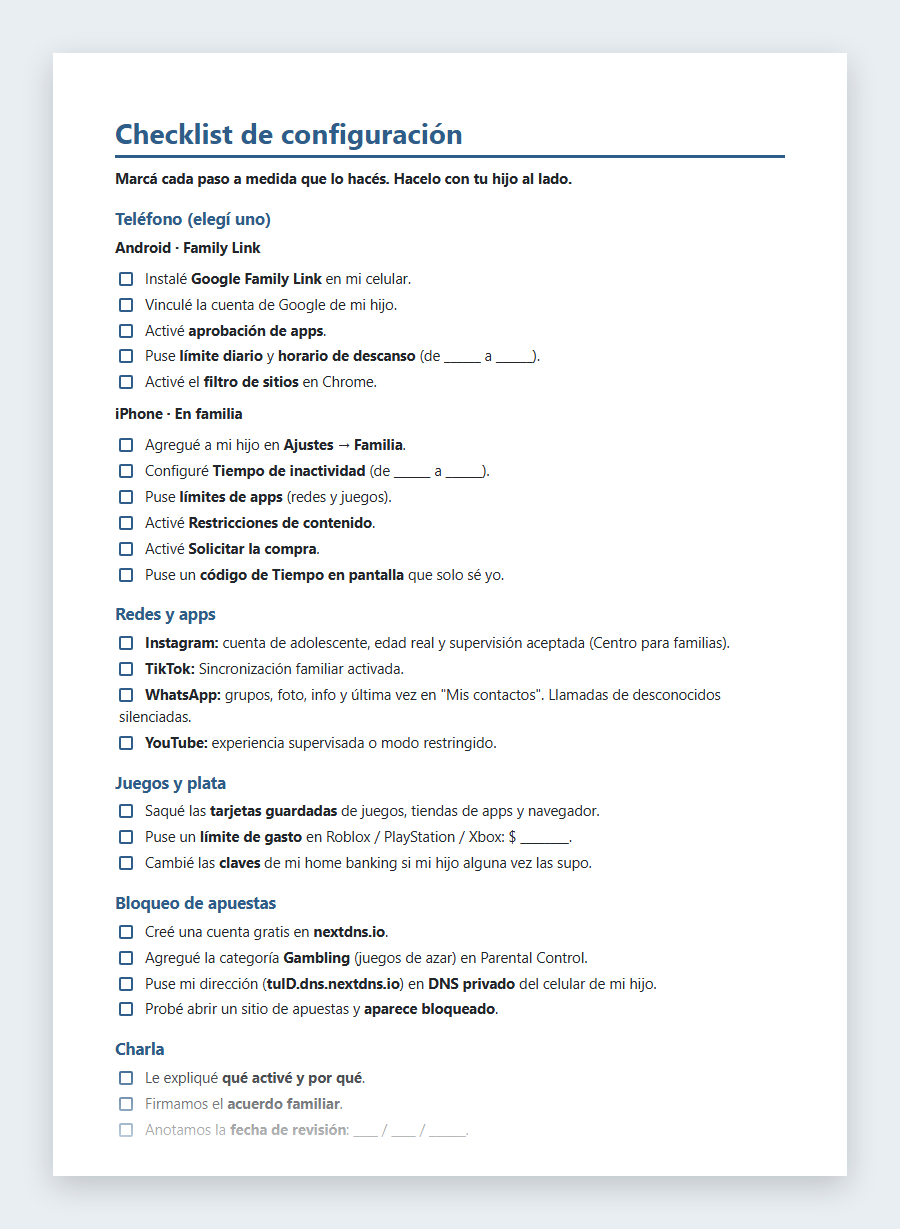 Checklist de configuración
Marcá cada paso a medida que lo hacés. Hacelo con tu hijo al lado.
Teléfono (elegí uno)
Android · Family Link
Instalé Google Family Link en mi celular.
Vinculé la cuenta de Google de mi hijo.
Activé aprobación de apps.
Puse límite diario y horario de descanso (de _____ a _____).
Activé el filtro de sitios en Chrome.
iPhone · En familia
Agregué a mi hijo en Ajustes → Familia.
Configuré Tiempo de inactividad (de _____ a _____).
Puse límites de apps (redes y juegos).
Activé Restricciones de contenido.
Activé Solicitar la compra.
Puse un código de Tiempo en pantalla que solo sé yo.
Redes y apps
Instagram: cuenta de adolescente, edad real y supervisión aceptada (Centro para familias).
TikTok: Sincronización familiar activada.
WhatsApp: grupos, foto, info y última vez en "Mis contactos". Llamadas de desconocidos
silenciadas.
YouTube: experiencia supervisada o modo restringido.
Juegos y plata
Saqué las tarjetas guardadas de juegos, tiendas de apps y navegador.
Puse un límite de gasto en Roblox / PlayStation / Xbox: $ _______.
Cambié las claves de mi home banking si mi hijo alguna vez las supo.
Bloqueo de apuestas
Creé una cuenta gratis en nextdns.io.
Agregué la categoría Gambling (juegos de azar) en Parental Control.
Puse mi dirección (tuID.dns.nextdns.io) en DNS privado del celular de mi hijo.
Probé abrir un sitio de apuestas y aparece bloqueado.
Charla
Le expliqué qué activé y por qué.
Firmamos el acuerdo familiar.
Anotamos la fecha de revisión: ___ / ___ / _____.